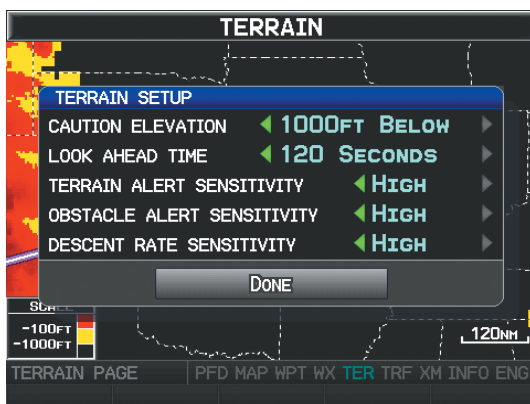 TERRAIN
TERRAIN SETUP
CAUTION ELEVATION 1000FT BELOW
LOOK AHEAD TIME 120 SECONDS
TERRAIN ALERT SENSITIVITY HIGH
OBSTACLE ALERT SENSITIVITY HIGH
DESCENT RATE SENSITIVITY HIGH
DONE
SCALE
-100FT
-1000FT
120NM
TERRAIN PAGE PFD MAP WPT WX TER TRF XM INFO ENG